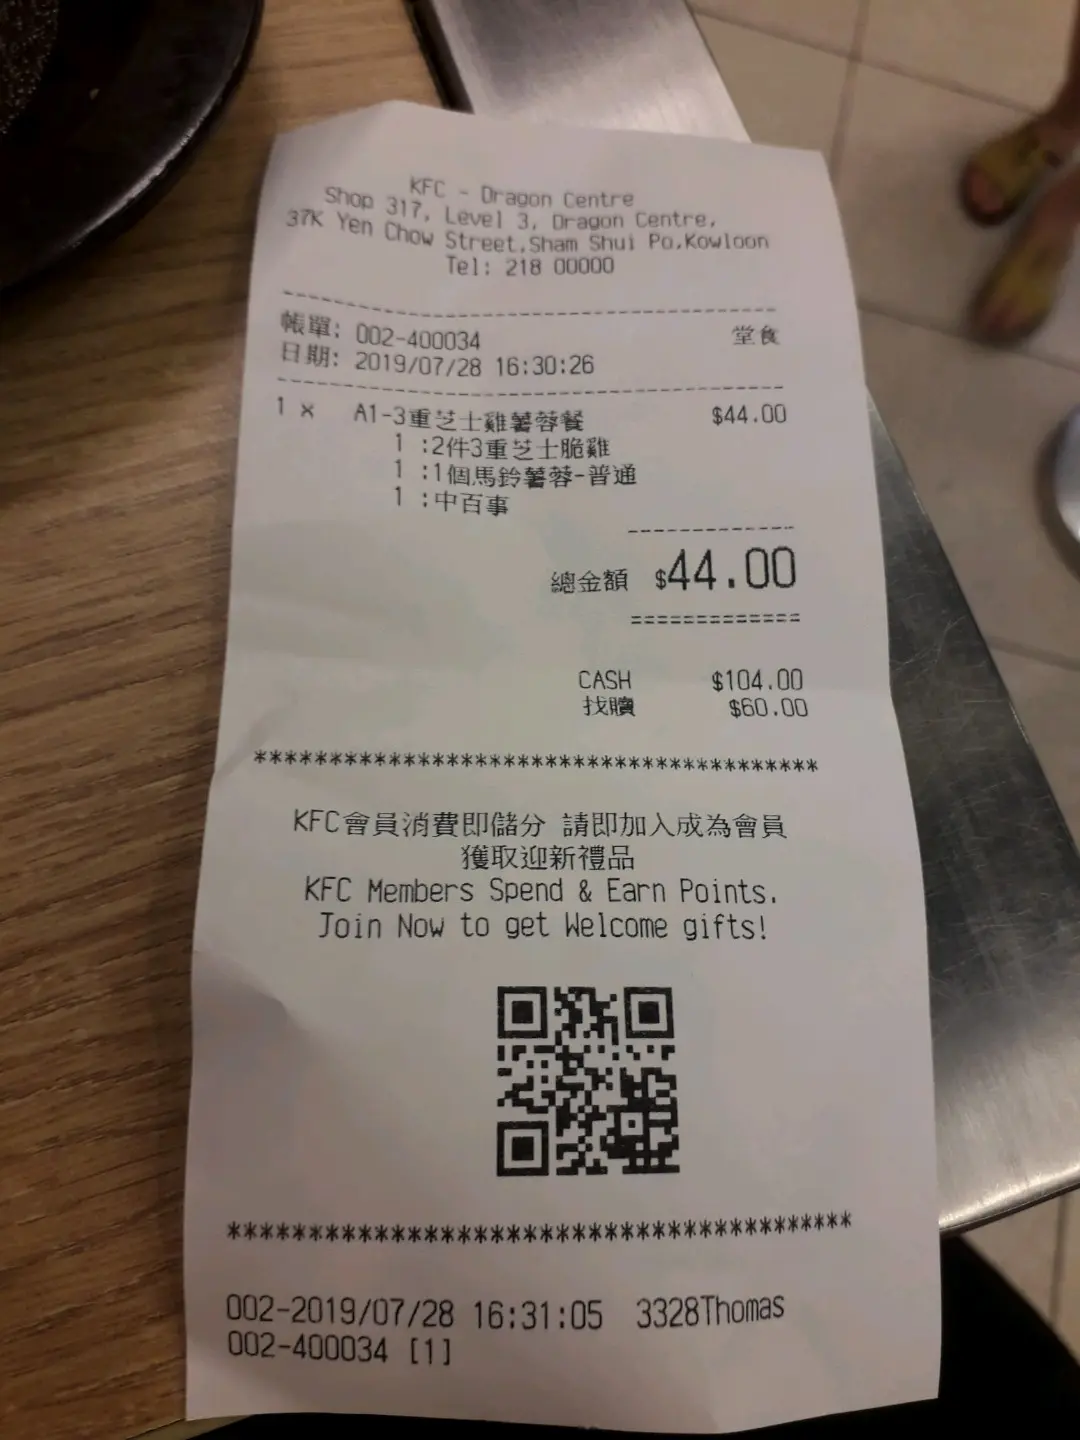 KFC - Dragon Centre
Shop 317, Level 3, Dragon Centre,
37K Yen Chow Street,Sham Shui Po,Kowloon
Tel: 218 00000
帳單: 002-400034 堂食
日期: 2019/07/28 16:30:26
1 x A1-3重芝士雞薯蓉餐 $44.00
1 :2件3重芝士脆雞
1 :1個馬鈴薯蓉-普通
1 :中百事
總金額 $44.00
=============
CASH $104.00
找贖 $60.00
KFC會員消費即儲分 請即加入成為會員
獲取迎新禮品
KFC Members Spend & Earn Points.
Join Now to get Welcome gifts!
002-2019/07/28 16:31:05 3328Thomas
002-400034 [1]